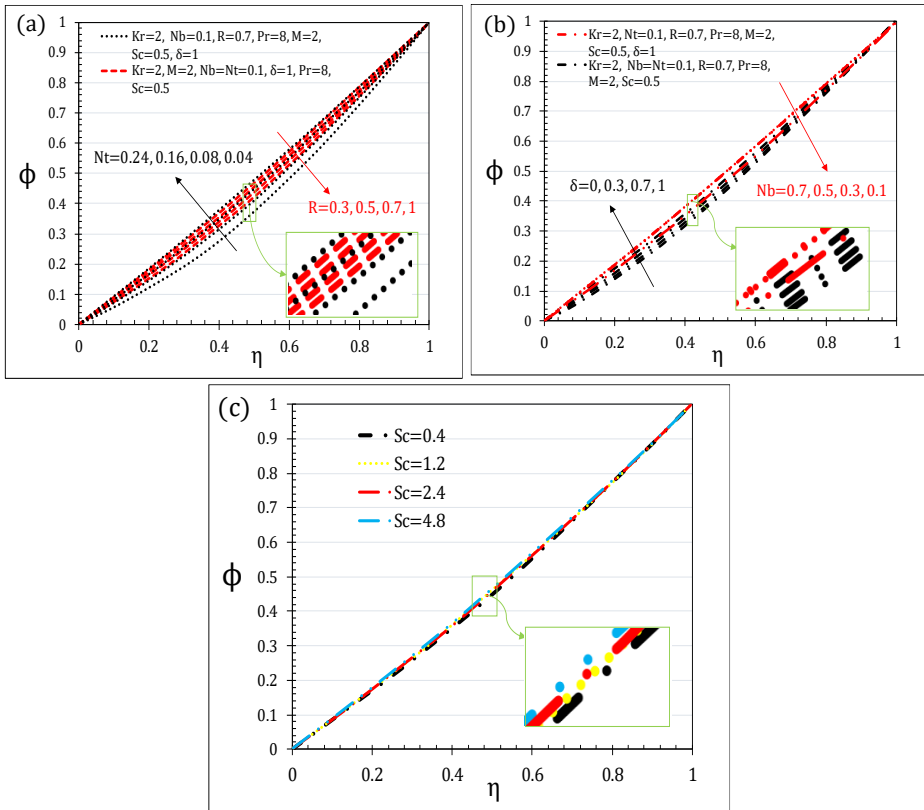 (a)
1
0.9
0.8
0.7
0.6
0.5
0.4
0.3
0.2
0.1
0
ϕ
Kr=2, Nb=0.1, R=0.7, Pr=8, M=2,
Sc=0.5, δ=1
Kr=2, M=2, Nb=Nt=0.1, δ=1, Pr=8,
Sc=0.5
Nt=0.24, 0.16, 0.08, 0.04
R=0.3, 0.5, 0.7, 1
0 0.2 0.4 0.6 0.8 1
η
(b)
1
0.9
0.8
0.7
0.6
0.5
0.4
0.3
0.2
0.1
0
ϕ
Kr=2, Nt=0.1, R=0.7, Pr=8, M=2,
Sc=0.5, δ=1
Kr=2, Nb=Nt=0.1, R=0.7, Pr=8,
M=2, Sc=0.5
δ=0, 0.3, 0.7, 1
Nb=0.7, 0.5, 0.3, 0.1
0 0.2 0.4 0.6 0.8 1
η
(c)
1
0.9
0.8
0.7
0.6
0.5
0.4
0.3
0.2
0.1
0
ϕ
Sc=0.4
Sc=1.2
Sc=2.4
Sc=4.8
0 0.2 0.4 0.6 0.8 1
η